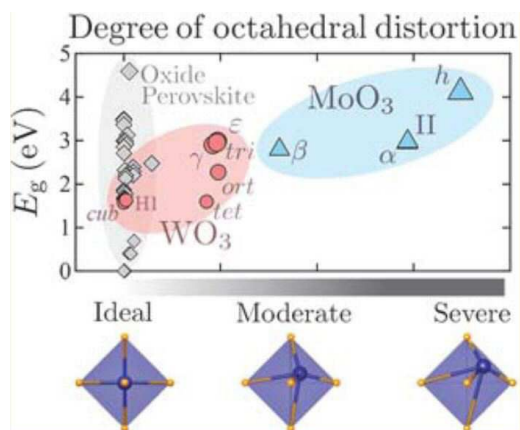 Degree of octahedral distortion
E_g (eV)
5
4
3
2
1
0
Oxide
Perovskite
MoO₃
h
ε
II
γ
tri
β
α
ort
cub
H1
tet
WO₃
Ideal
Moderate
Severe